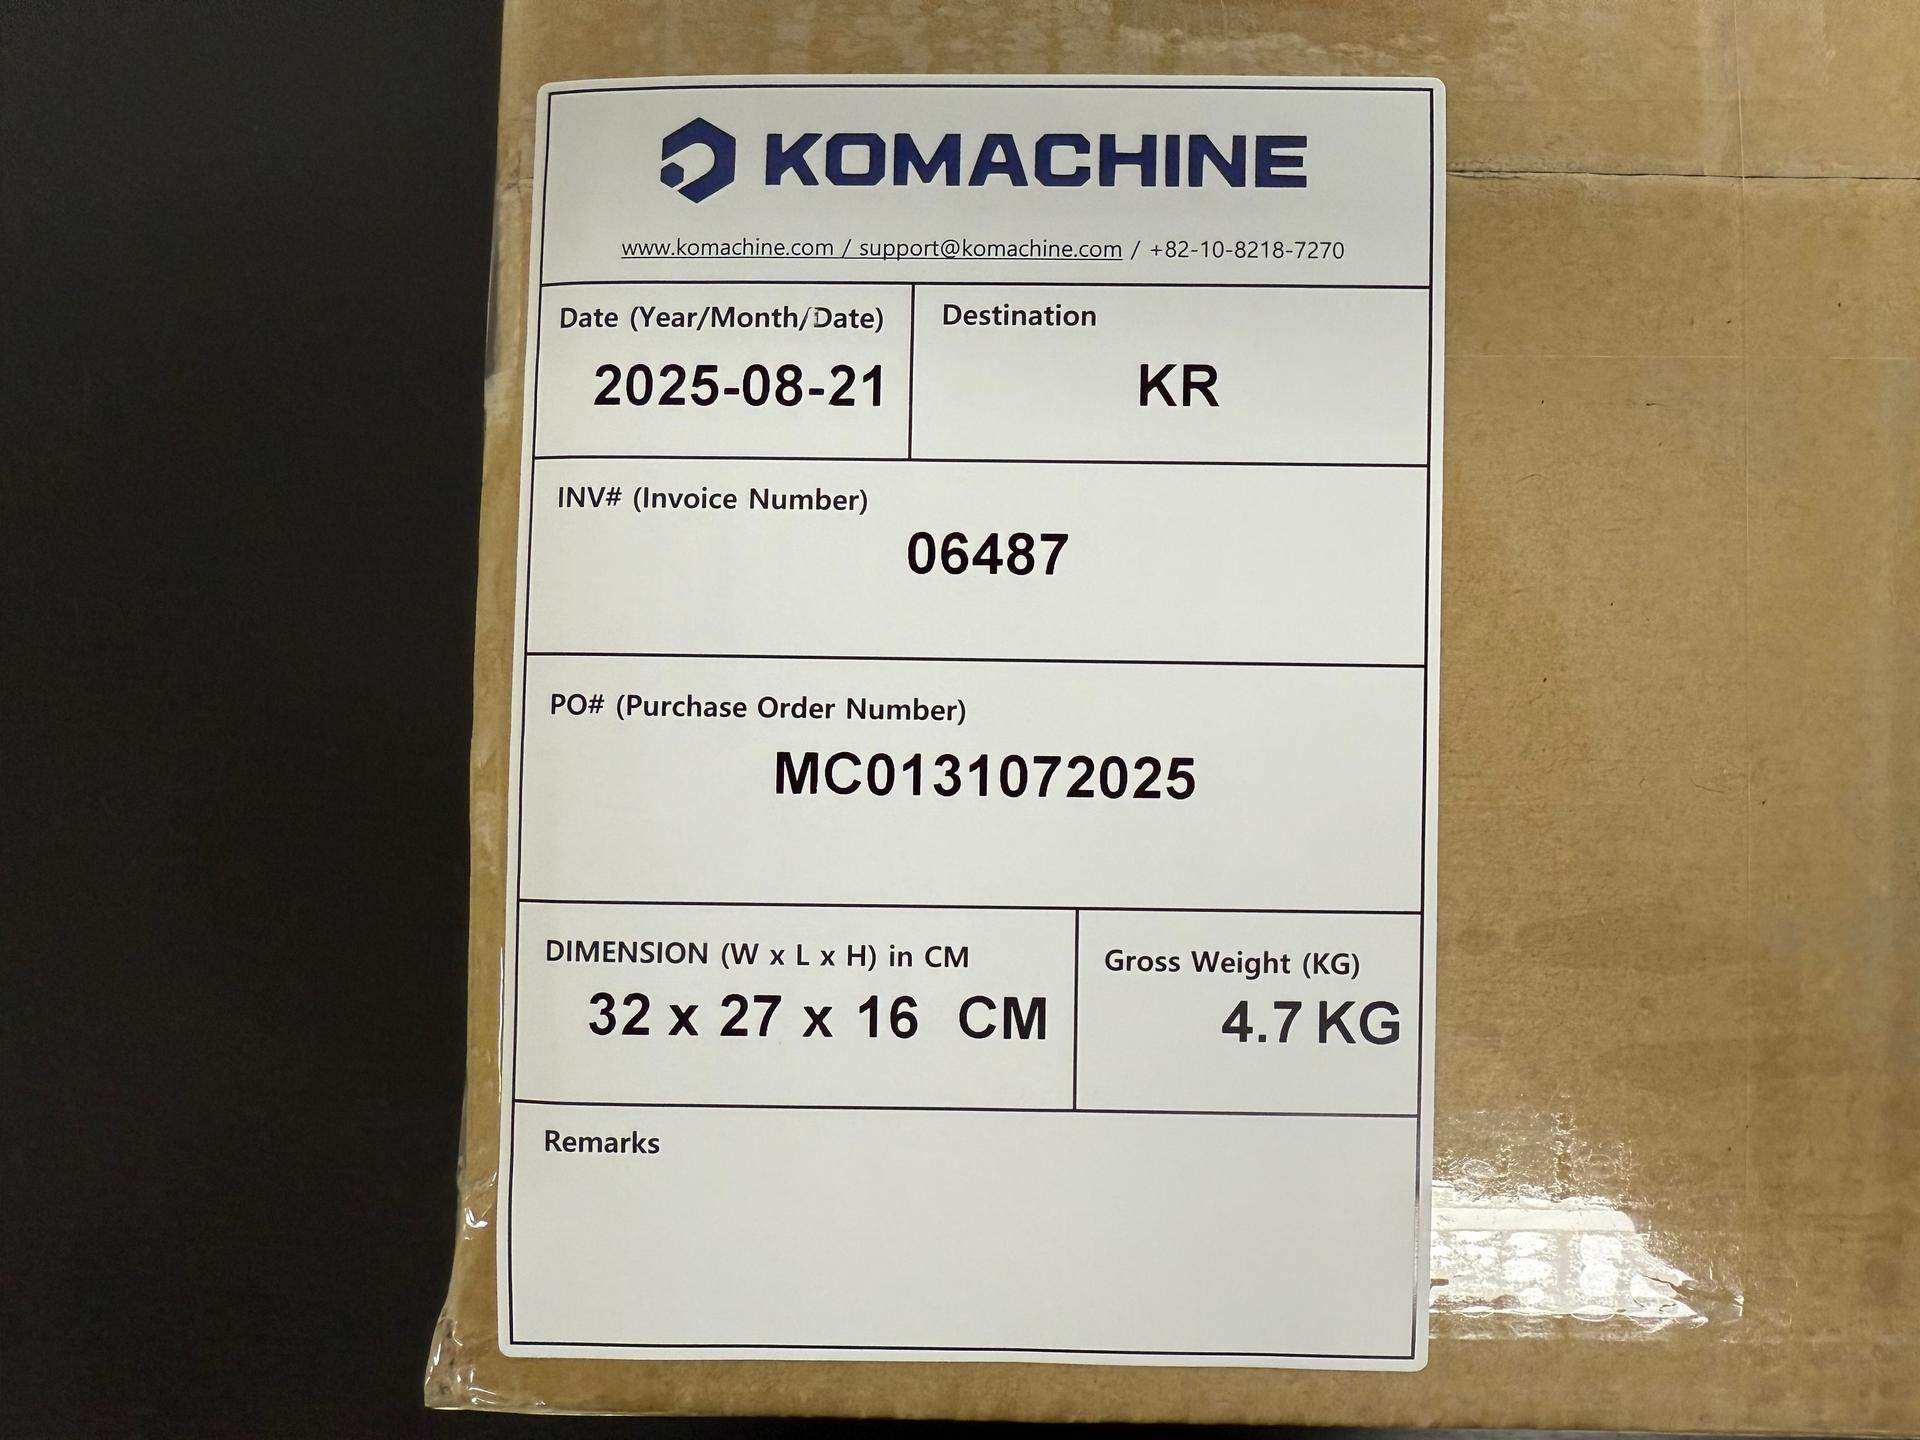 KOMACHINE
www.komachine.com / support@komachine.com / +82-10-8218-7270
Date (Year/Month/Date)
2025-08-21
Destination
KR
INV# (Invoice Number)
06487
PO# (Purchase Order Number)
MC0131072025
DIMENSION (W x L x H) in CM
32 x 27 x 16 CM
Gross Weight (KG)
4.7 KG
Remarks